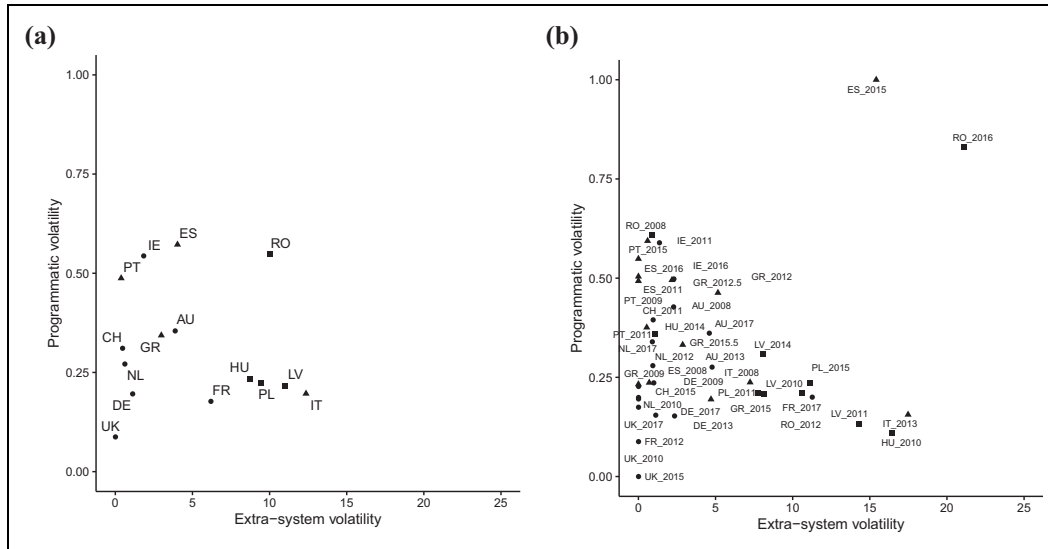 (a)
1.00
0.75
0.50
0.25
0.00
Programmatic volatility
IE
ES
RO
PT
AU
CH
GR
NL
HU
DE
FR
PL
LV
IT
UK
0 5 10 15 20 25
Extra−system volatility
(b)
1.00
0.75
0.50
0.25
0.00
Programmatic volatility
ES_2015
RO_2016
RO_2008
IE_2011
PT_2015
IE_2016
ES_2016
GR_2012
GR_2012.5
ES_2011
PT_2009
AU_2008
CH_2011
HU_2014
AU_2017
PT_2011
GR_2015.5
LV_2014
NL_2017
NL_2012
AU_2013
PL_2015
ES_2008
IT_2008
GR_2009
DE_2009
LV_2010
CH_2015
PL_2011
NL_2010
GR_2015
FR_2017
DE_2017
LV_2011
IT_2013
UK_2017
DE_2013
RO_2012
HU_2010
FR_2012
UK_2010
UK_2015
0 5 10 15 20 25
Extra−system volatility